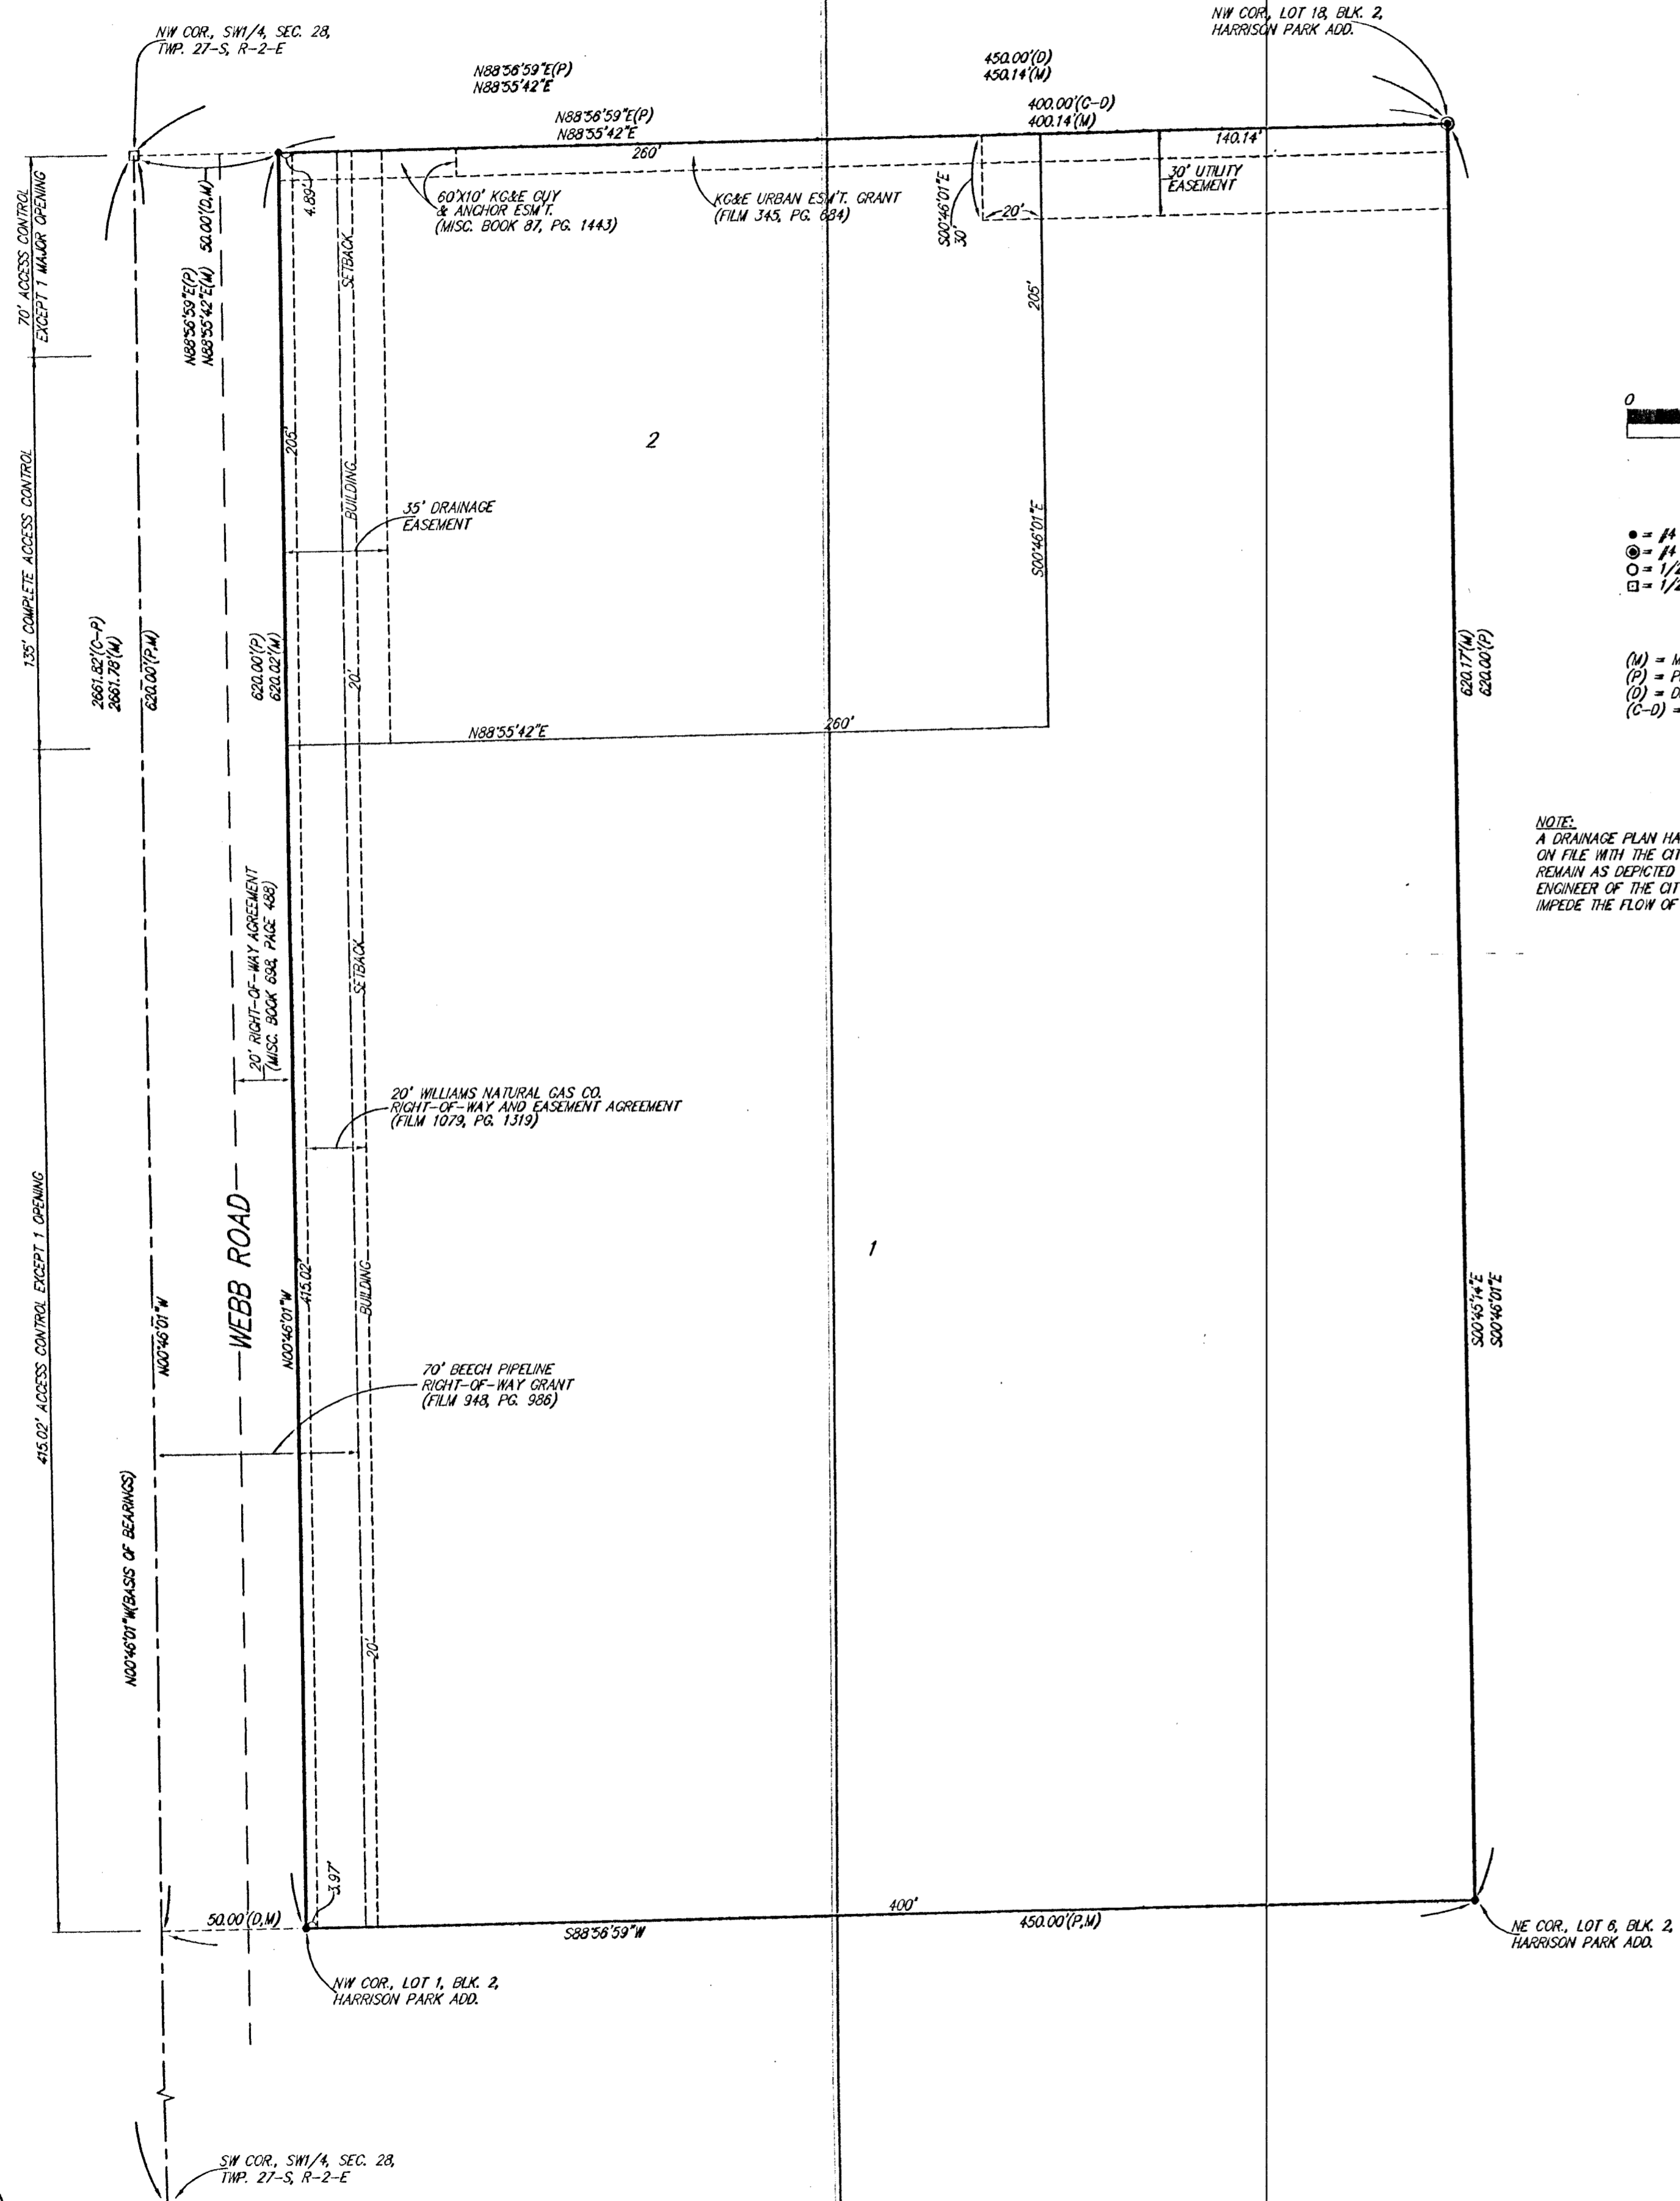 NW COR., SW1/4, SEC. 28,
TWP. 27-S, R-2-E
NW COR., LOT 18, BLK. 2,
HARRISON PARK ADD.
N88°56'59"E(P)
N88°55'42"E
450.00'(D)
450.14'(M)
N88°56'59"E(P)
N88°55'42"E
400.00'(C-D)
400.14'(M)
260'
140.14'
4.89'
60'X10' KG&E GUY
& ANCHOR ESM'T.
(MISC. BOOK 87, PG. 1443)
KG&E URBAN ESM'T. GRANT
(FILM 345, PG. 684)
S00°46'01"E
30'
20'
30' UTILITY
EASEMENT
70' ACCESS CONTROL
EXCEPT 1 MAJOR OPENING
N88°56'59"E(P)
N88°55'42"E(M) 50.00'(D,M)
SETBACK
205'
205'
2
BUILDING
35' DRAINAGE
EASEMENT
S00°46'01"E
135' COMPLETE ACCESS CONTROL
2661.82'(C-P)
2661.78'(M)
620.00'(P,M)
620.00'(P)
620.02'(M)
20'
N88°55'42"E
260'
620.17'(M)
620.00'(P)
0
● = #4
◉ = #4
○ = 1/2
⊡ = 1/2
(M) = M
(P) = P
(D) = D
(C-D) =
NOTE:
A DRAINAGE PLAN HA
ON FILE WITH THE CIT
REMAIN AS DEPICTED
ENGINEER OF THE CIT
IMPEDE THE FLOW OF
20' RIGHT-OF-WAY AGREEMENT
(MISC. BOOK 698, PAGE 488)
SETBACK
20' WILLIAMS NATURAL GAS CO.
RIGHT-OF-WAY AND EASEMENT AGREEMENT
(FILM 1079, PG. 1319)
415.02' ACCESS CONTROL EXCEPT 1 OPENING
N00°46'01"W
WEBB ROAD
N00°46'01"W
415.02'
BUILDING
1
S00°45'14"E
S00°46'01"E
70' BEECH PIPELINE
RIGHT-OF-WAY GRANT
(FILM 948, PG. 986)
N00°46'01"W(BASIS OF BEARINGS)
20'
3.97'
50.00'(D,M)
S88°56'59"W
400'
450.00'(P,M)
NE COR., LOT 6, BLK. 2,
HARRISON PARK ADD.
NW COR., LOT 1, BLK. 2,
HARRISON PARK ADD.
SW COR., SW1/4, SEC. 28,
TWP. 27-S, R-2-E